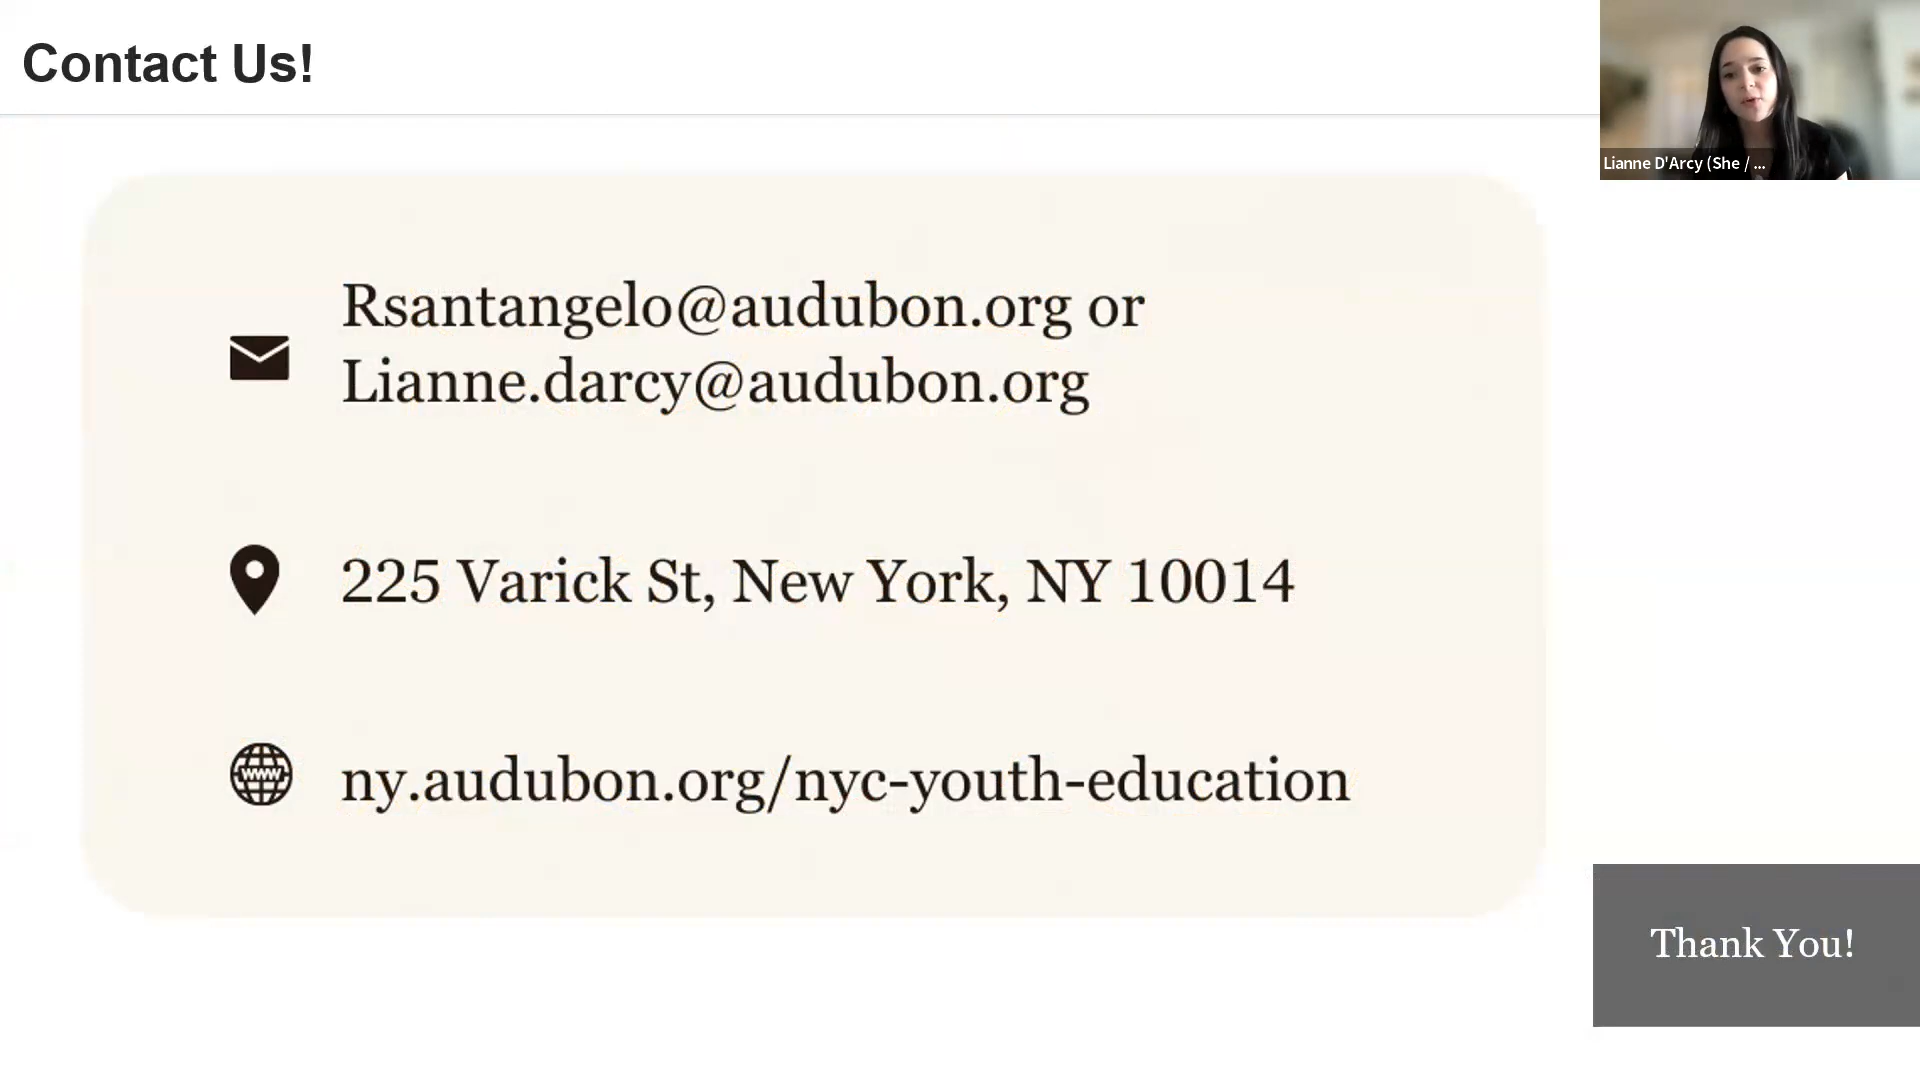 Contact Us!
Lianne D'Arcy (She / ...
Rsantangelo@audubon.org or
Lianne.darcy@audubon.org
225 Varick St, New York, NY 10014
www
ny.audubon.org/nyc-youth-education
Thank You!